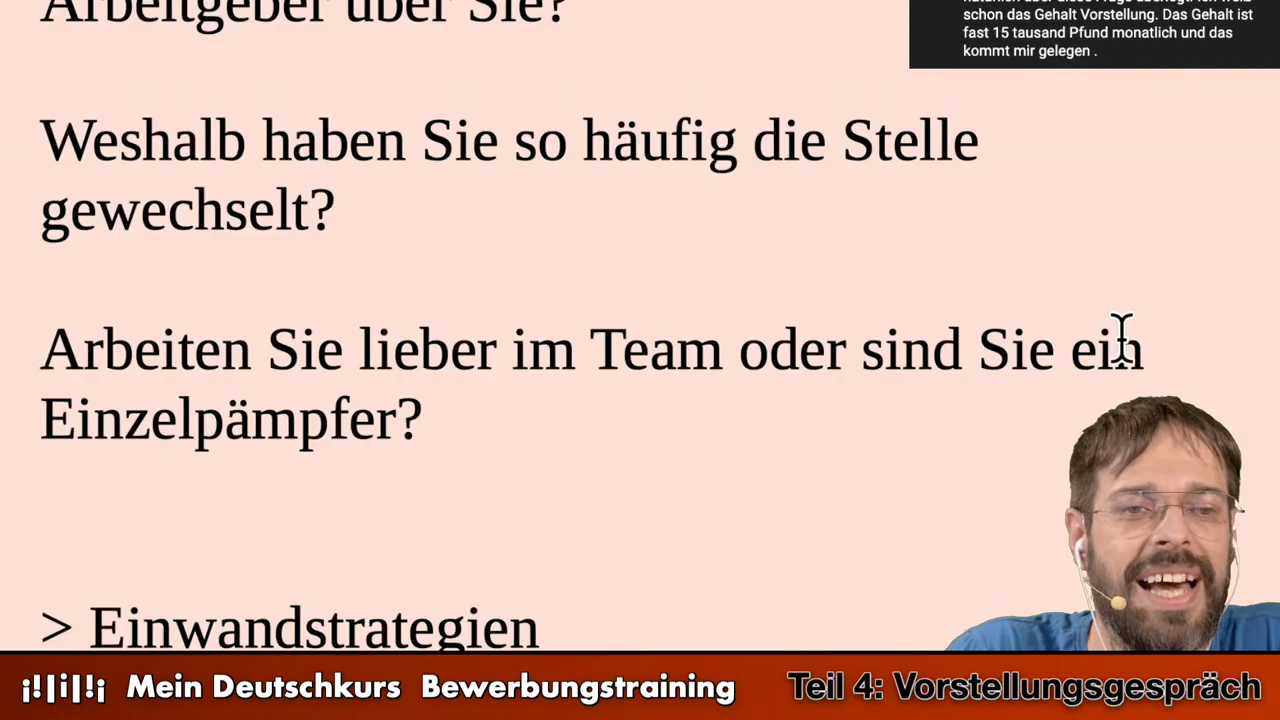 Arbeitgeber über Sie?
schon das Gehalt Vorstellung. Das Gehalt ist
fast 15 tausand Pfund monatlich und das
kommt mir gelegen .
Weshalb haben Sie so häufig die Stelle
gewechselt?
Arbeiten Sie lieber im Team oder sind Sie ein
Einzelpämpfer?
> Einwandstrategien
¡!|i|!¡ Mein Deutschkurs Bewerbungstraining
Teil 4: Vorstellungsgespräch